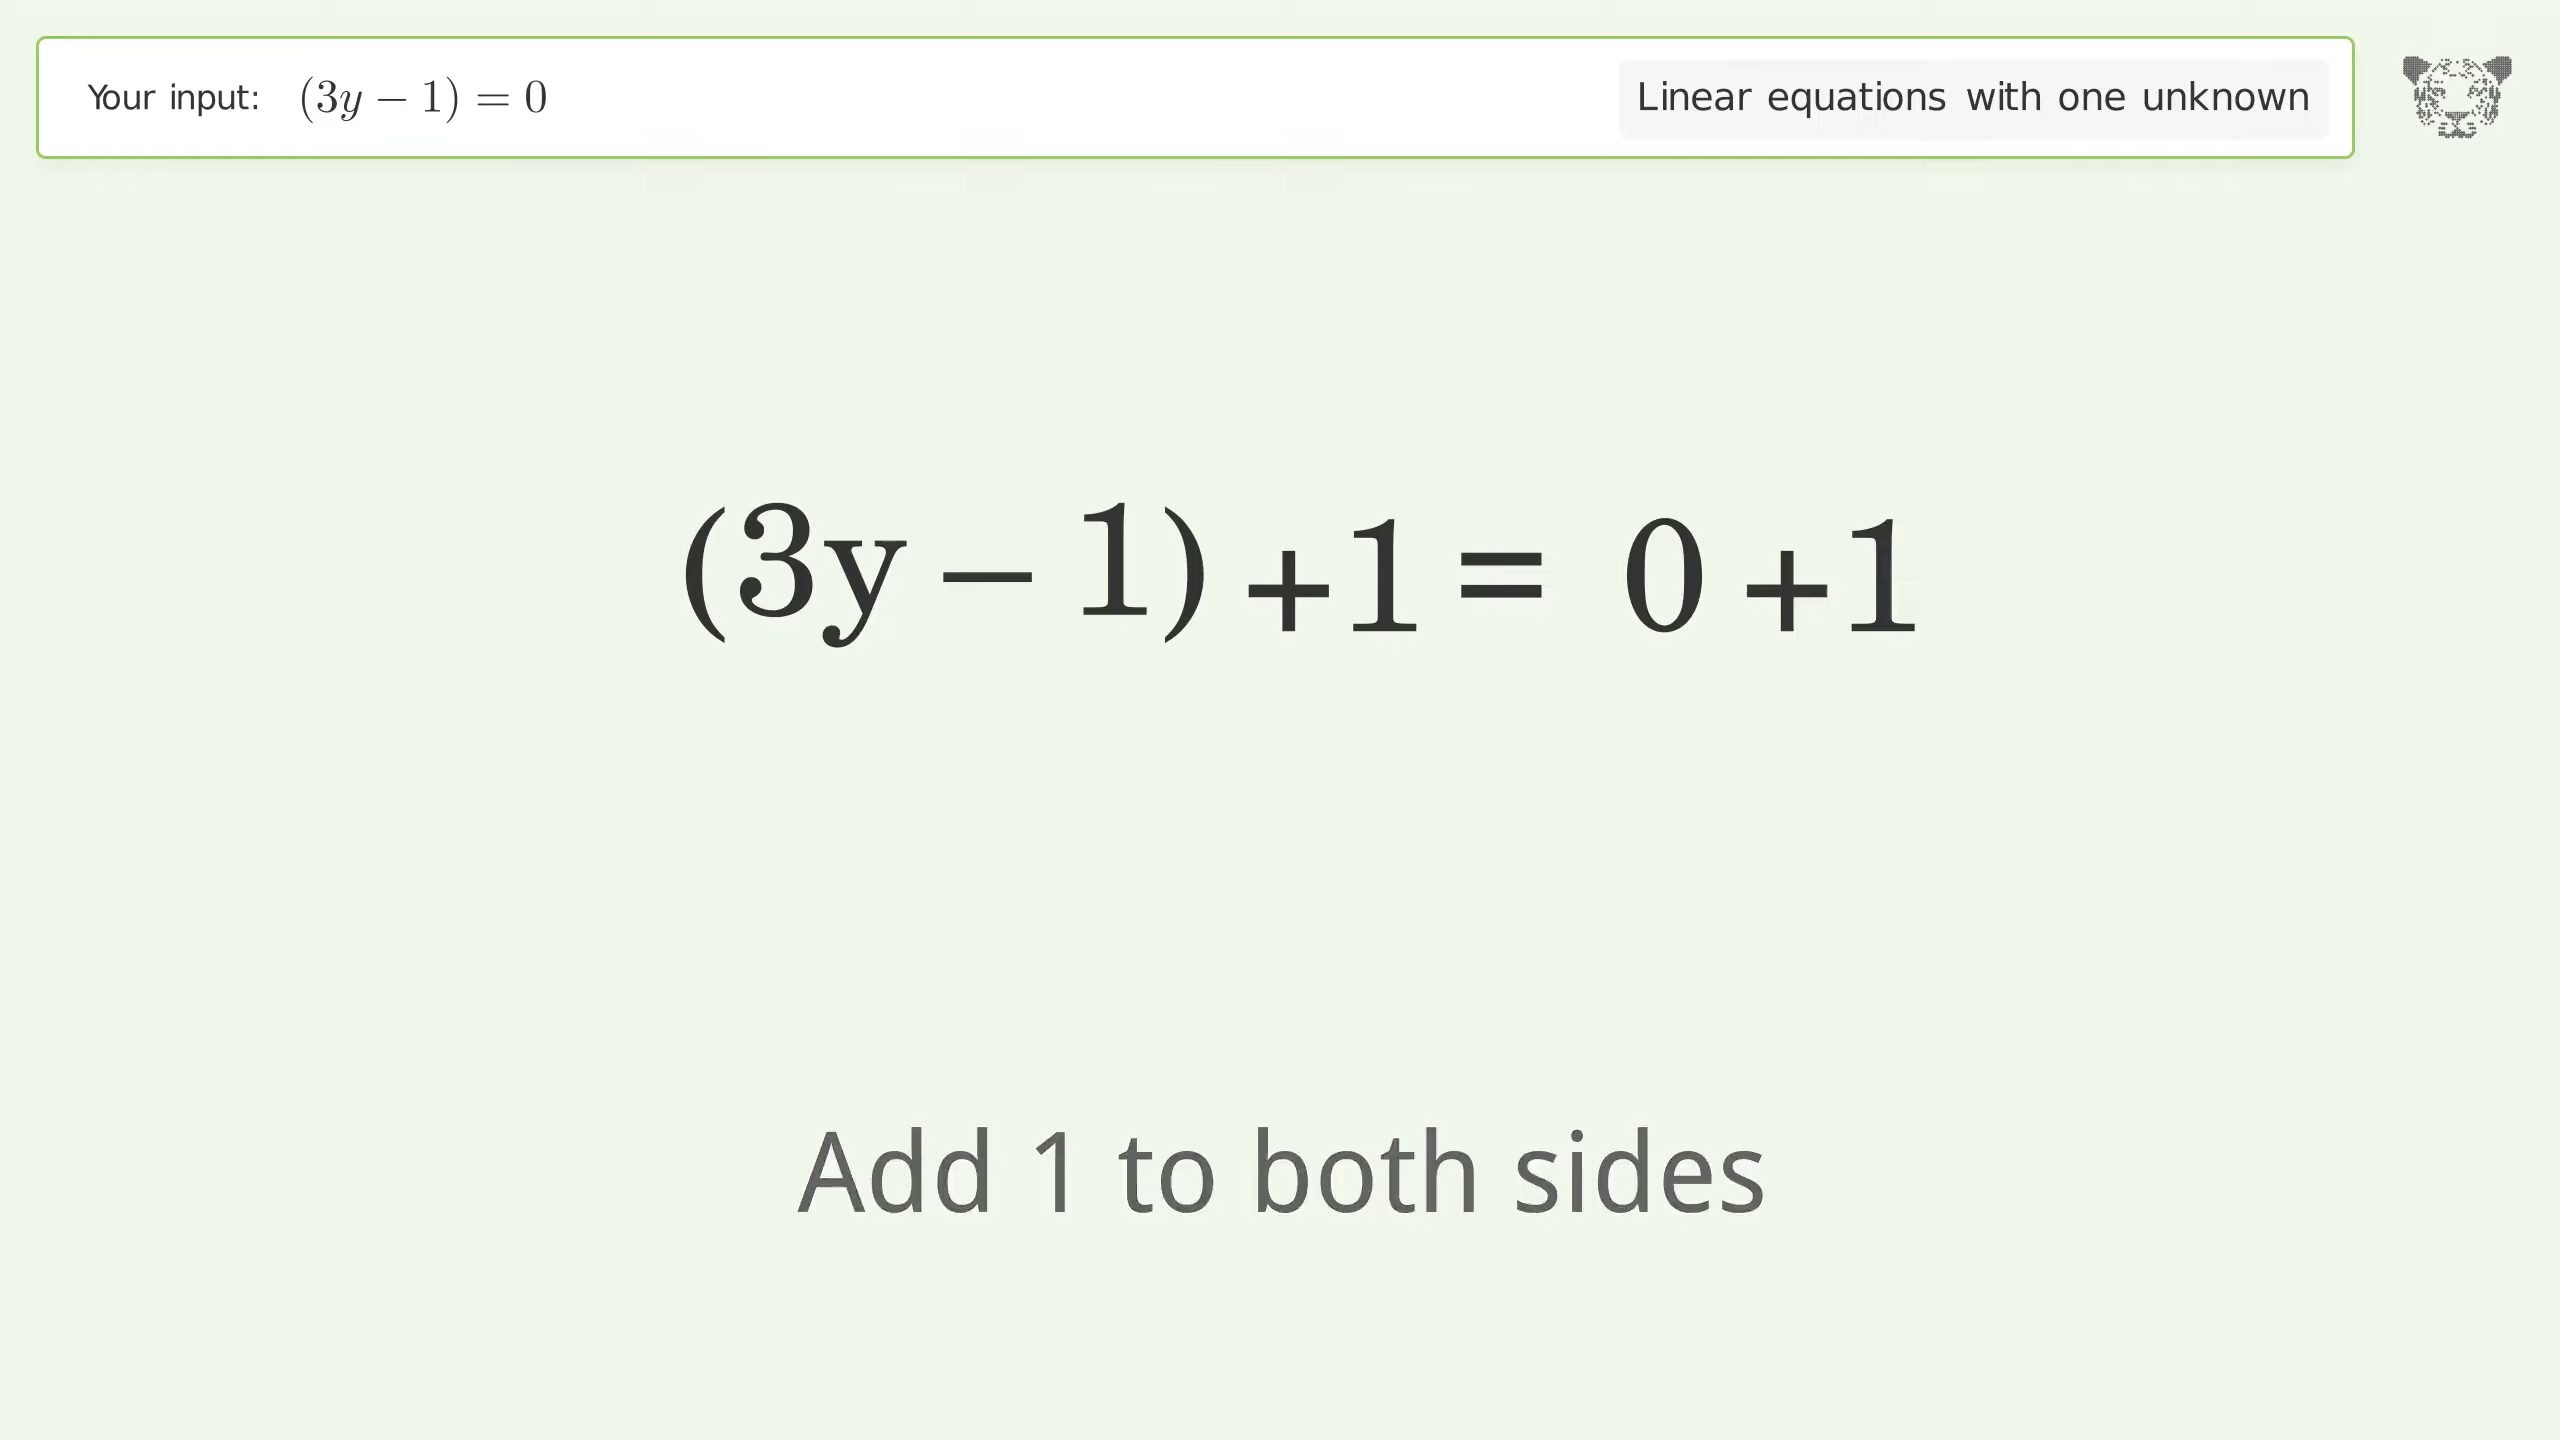 Your input: (3y − 1) = 0 Linear equations with one unknown
(3y − 1) +1 = 0 +1
Add 1 to both sides